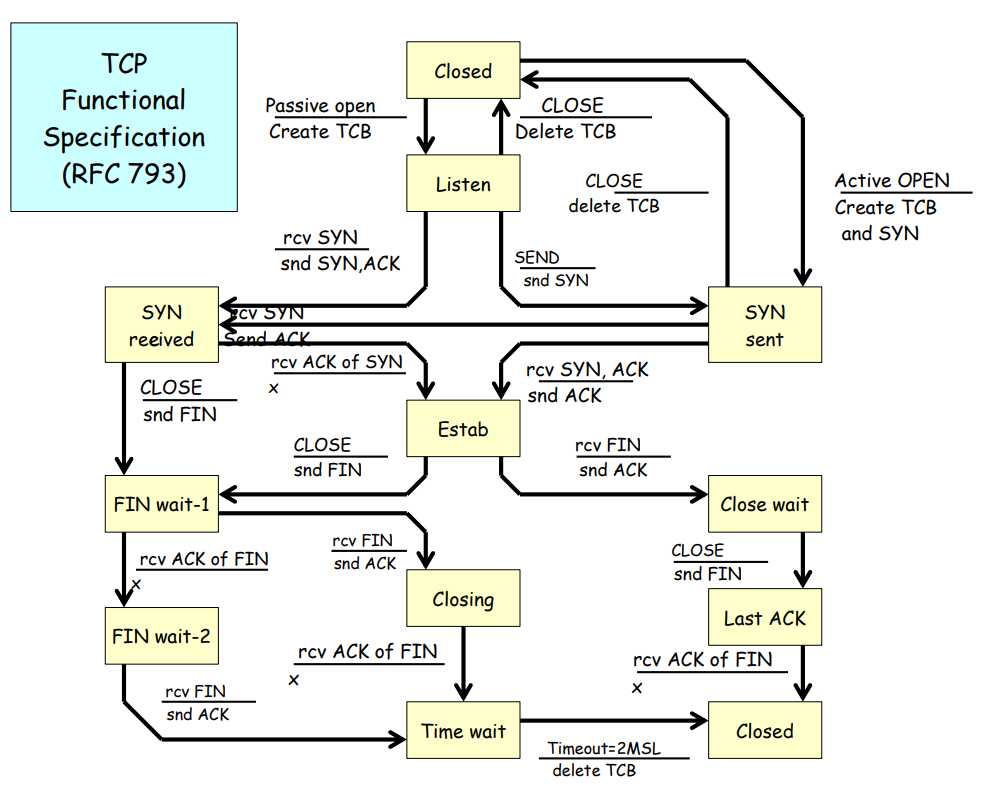 TCP
Functional
Specification
(RFC 793)
Closed
Passive open
Create TCB
CLOSE
Delete TCB
Listen
CLOSE
delete TCB
Active OPEN
Create TCB
and SYN
rcv SYN
snd SYN,ACK
SEND
snd SYN
SYN
reeived
rcv SYN
Send ACK
SYN
sent
rcv ACK of SYN
x
rcv SYN, ACK
snd ACK
CLOSE
snd FIN
Estab
CLOSE
snd FIN
rcv FIN
snd ACK
FIN wait-1
Close wait
rcv ACK of FIN
x
rcv FIN
snd ACK
CLOSE
snd FIN
Closing
Last ACK
FIN wait-2
rcv ACK of FIN
x
rcv ACK of FIN
x
rcv FIN
snd ACK
Time wait
Timeout=2MSL
delete TCB
Closed